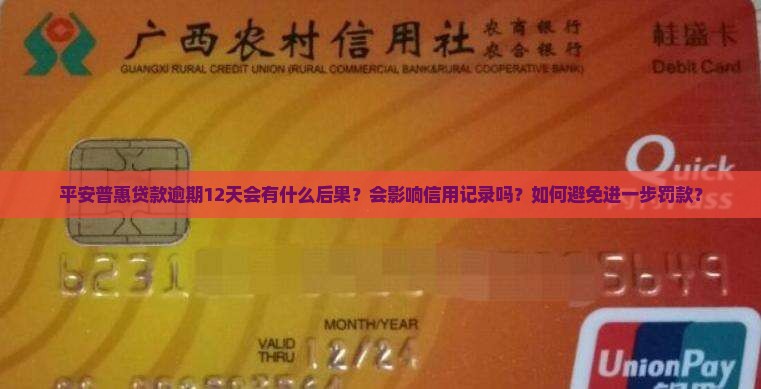 广西农村信用社
农商银行
农合银行
桂盛卡
GUANGXI RURAL CREDIT UNION (RURAL COMMERCIAL BANK&RURAL COOPERATIVE BANK)
Debit Card
Quick
平安普惠贷款逾期12天会有什么后果？会影响信用记录吗？如何避免进一步罚款？
6231
5649
MONTH/YEAR
VALID
THRU
12/24
UnionPay